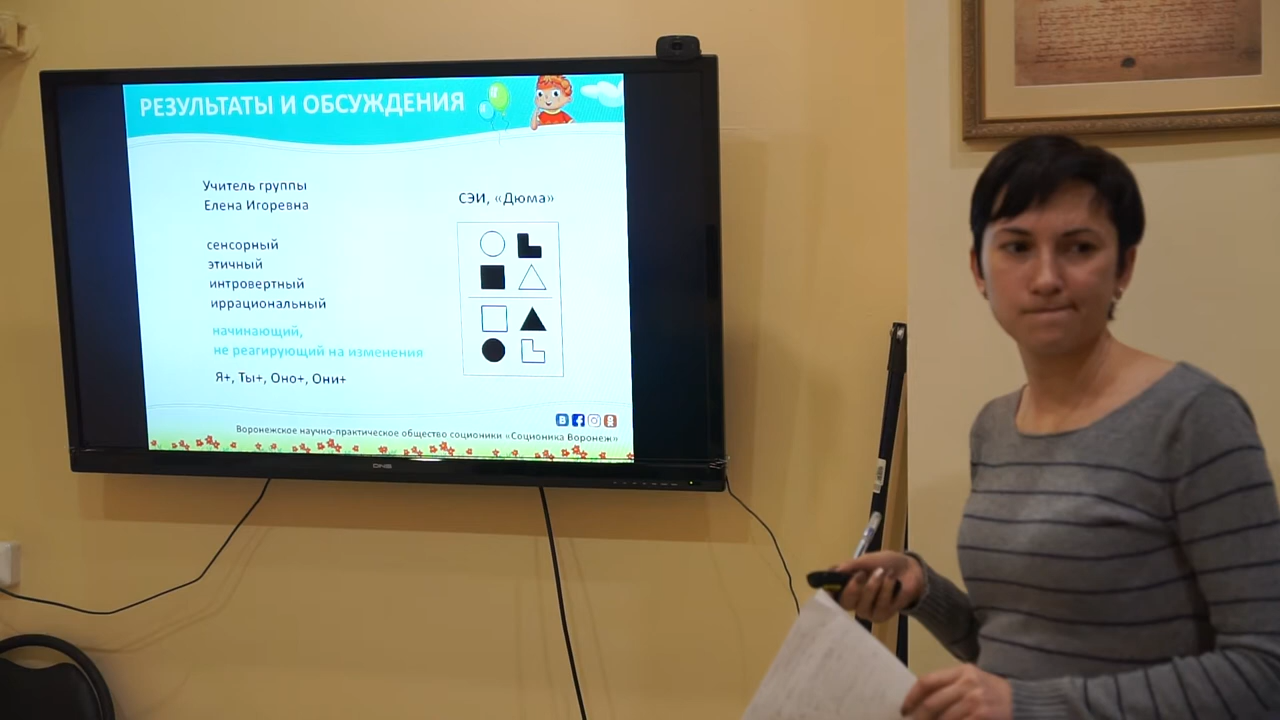 РЕЗУЛЬТАТЫ И ОБСУЖДЕНИЯ
Учитель группы
Елена Игоревна
сенсорный
этичный
интровертный
иррациональный
начинающий,
не реагирующий на изменения
Я+, Ты+, Оно+, Они+
СЭИ, «Дюма»
Воронежское научно-практическое общество соционики «Соционика Воронеж»
DNS